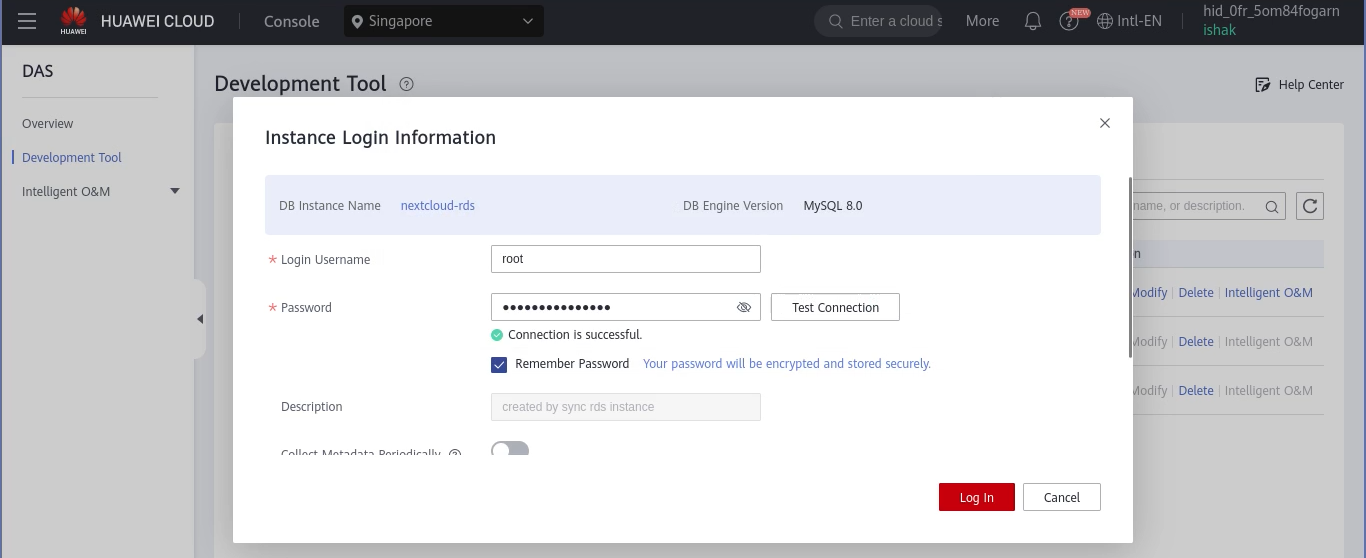 HUAWEI
HUAWEI CLOUD
Console
Singapore
Enter a cloud s
More
NEW
Intl-EN
hid_0fr_5om84fogarn
ishak
DAS
Overview
Development Tool
Intelligent O&M
Development Tool
Help Center
Instance Login Information
DB Instance Name nextcloud-rds DB Engine Version MySQL 8.0
* Login Username root
* Password ●●●●●●●●●●●●●●● Test Connection
Connection is successful.
Remember Password Your password will be encrypted and stored securely.
Description created by sync rds instance
Collect Metadata Periodically
Log In Cancel
name, or description.
n
Modify | Delete | Intelligent O&M
Modify | Delete | Intelligent O&M
Modify | Delete | Intelligent O&M